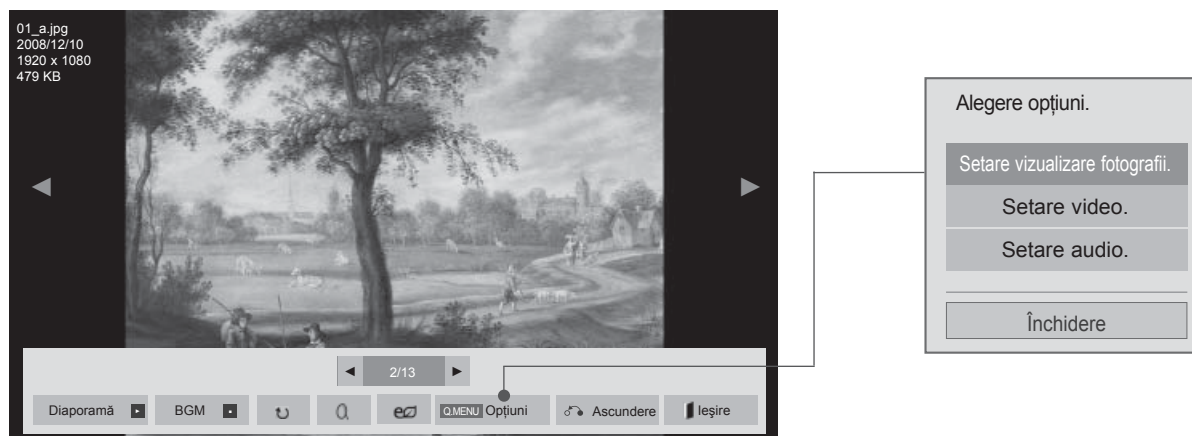 01_a.jpg
2008/12/10
1920 x 1080
479 KB
2/13
Diaporamă
BGM
Q.MENU Opțiuni
Ascundere
Ieşire
Alegere opțiuni.
Setare vizualizare fotografii.
Setare video.
Setare audio.
Închidere